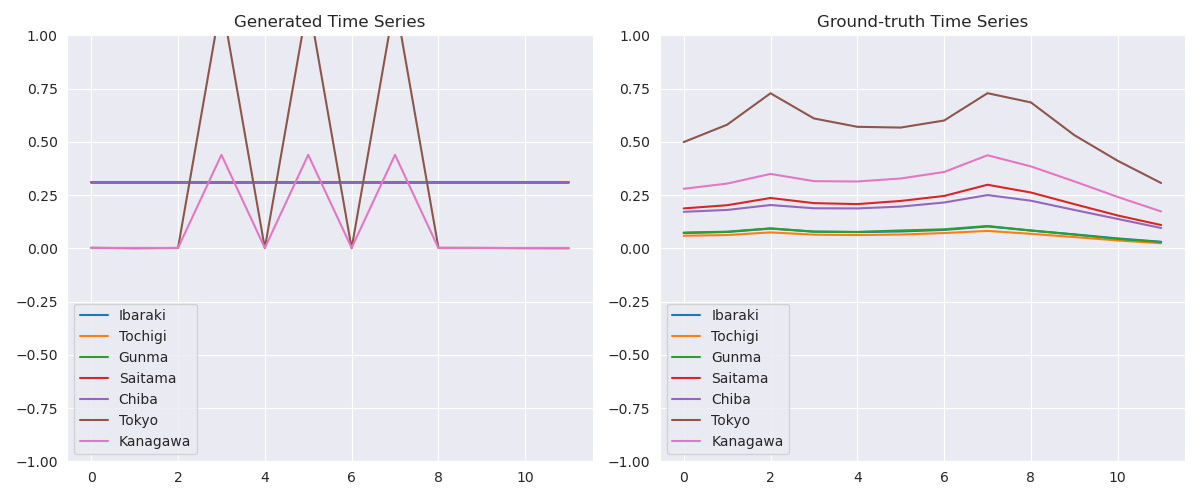 Generated Time Series
1.00
0.75
0.50
0.25
0.00
−0.25
−0.50
−0.75
−1.00
Ibaraki
Tochigi
Gunma
Saitama
Chiba
Tokyo
Kanagawa
0 2 4 6 8 10
Ground-truth Time Series
1.00
0.75
0.50
0.25
0.00
−0.25
−0.50
−0.75
−1.00
Ibaraki
Tochigi
Gunma
Saitama
Chiba
Tokyo
Kanagawa
0 2 4 6 8 10